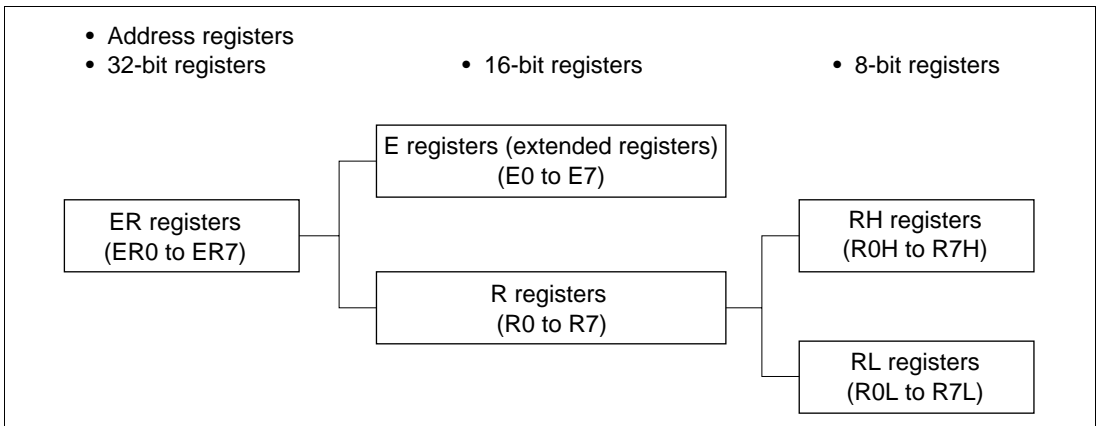 • Address registers
• 32-bit registers
• 16-bit registers
• 8-bit registers
E registers (extended registers)
(E0 to E7)
ER registers
(ER0 to ER7)
RH registers
(R0H to R7H)
R registers
(R0 to R7)
RL registers
(R0L to R7L)